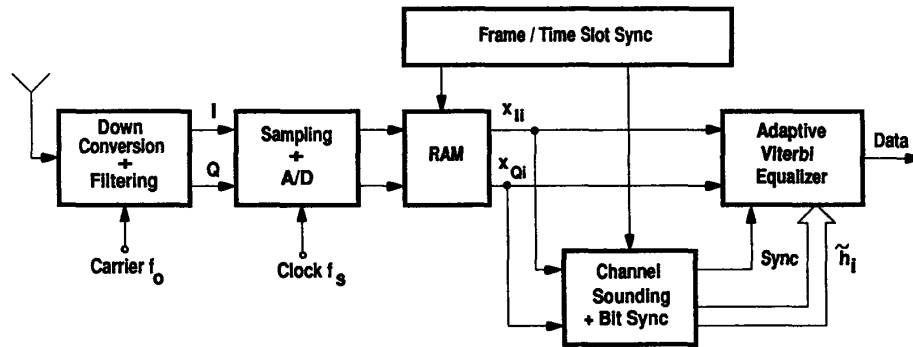 Frame / Time Slot Sync
I
Q
Down
Conversion
+
Filtering
Sampling
+
A/D
RAM
x_Ii
x_Qi
Adaptive
Viterbi
Equalizer
Data
Carrier f_o
Clock f_s
Channel
Sounding
+ Bit Sync
Sync
h̃_i